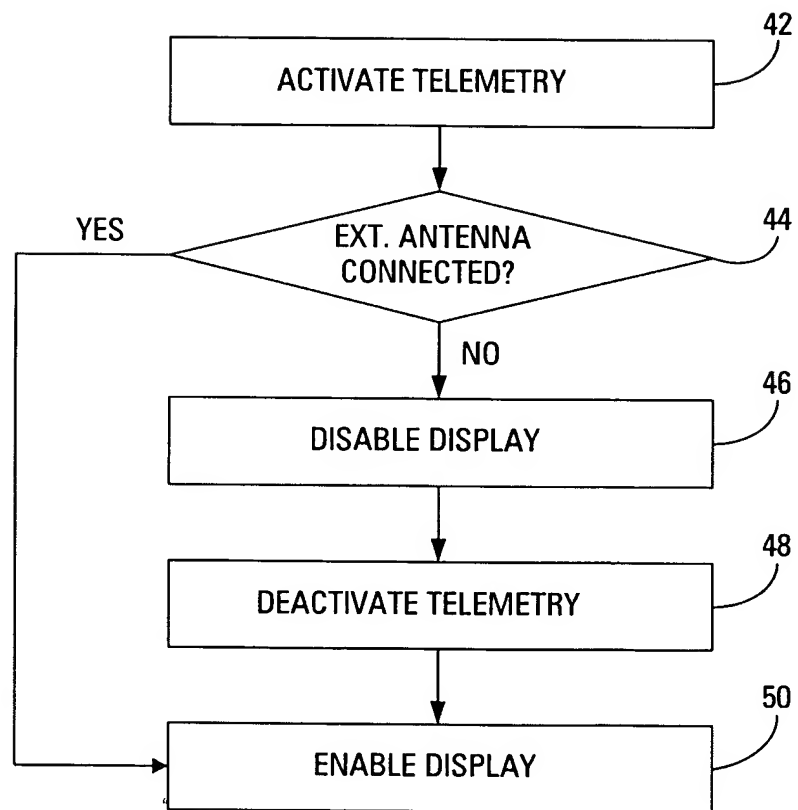 42
ACTIVATE TELEMETRY
YES
EXT. ANTENNA
CONNECTED?
44
NO
46
DISABLE DISPLAY
48
DEACTIVATE TELEMETRY
50
ENABLE DISPLAY